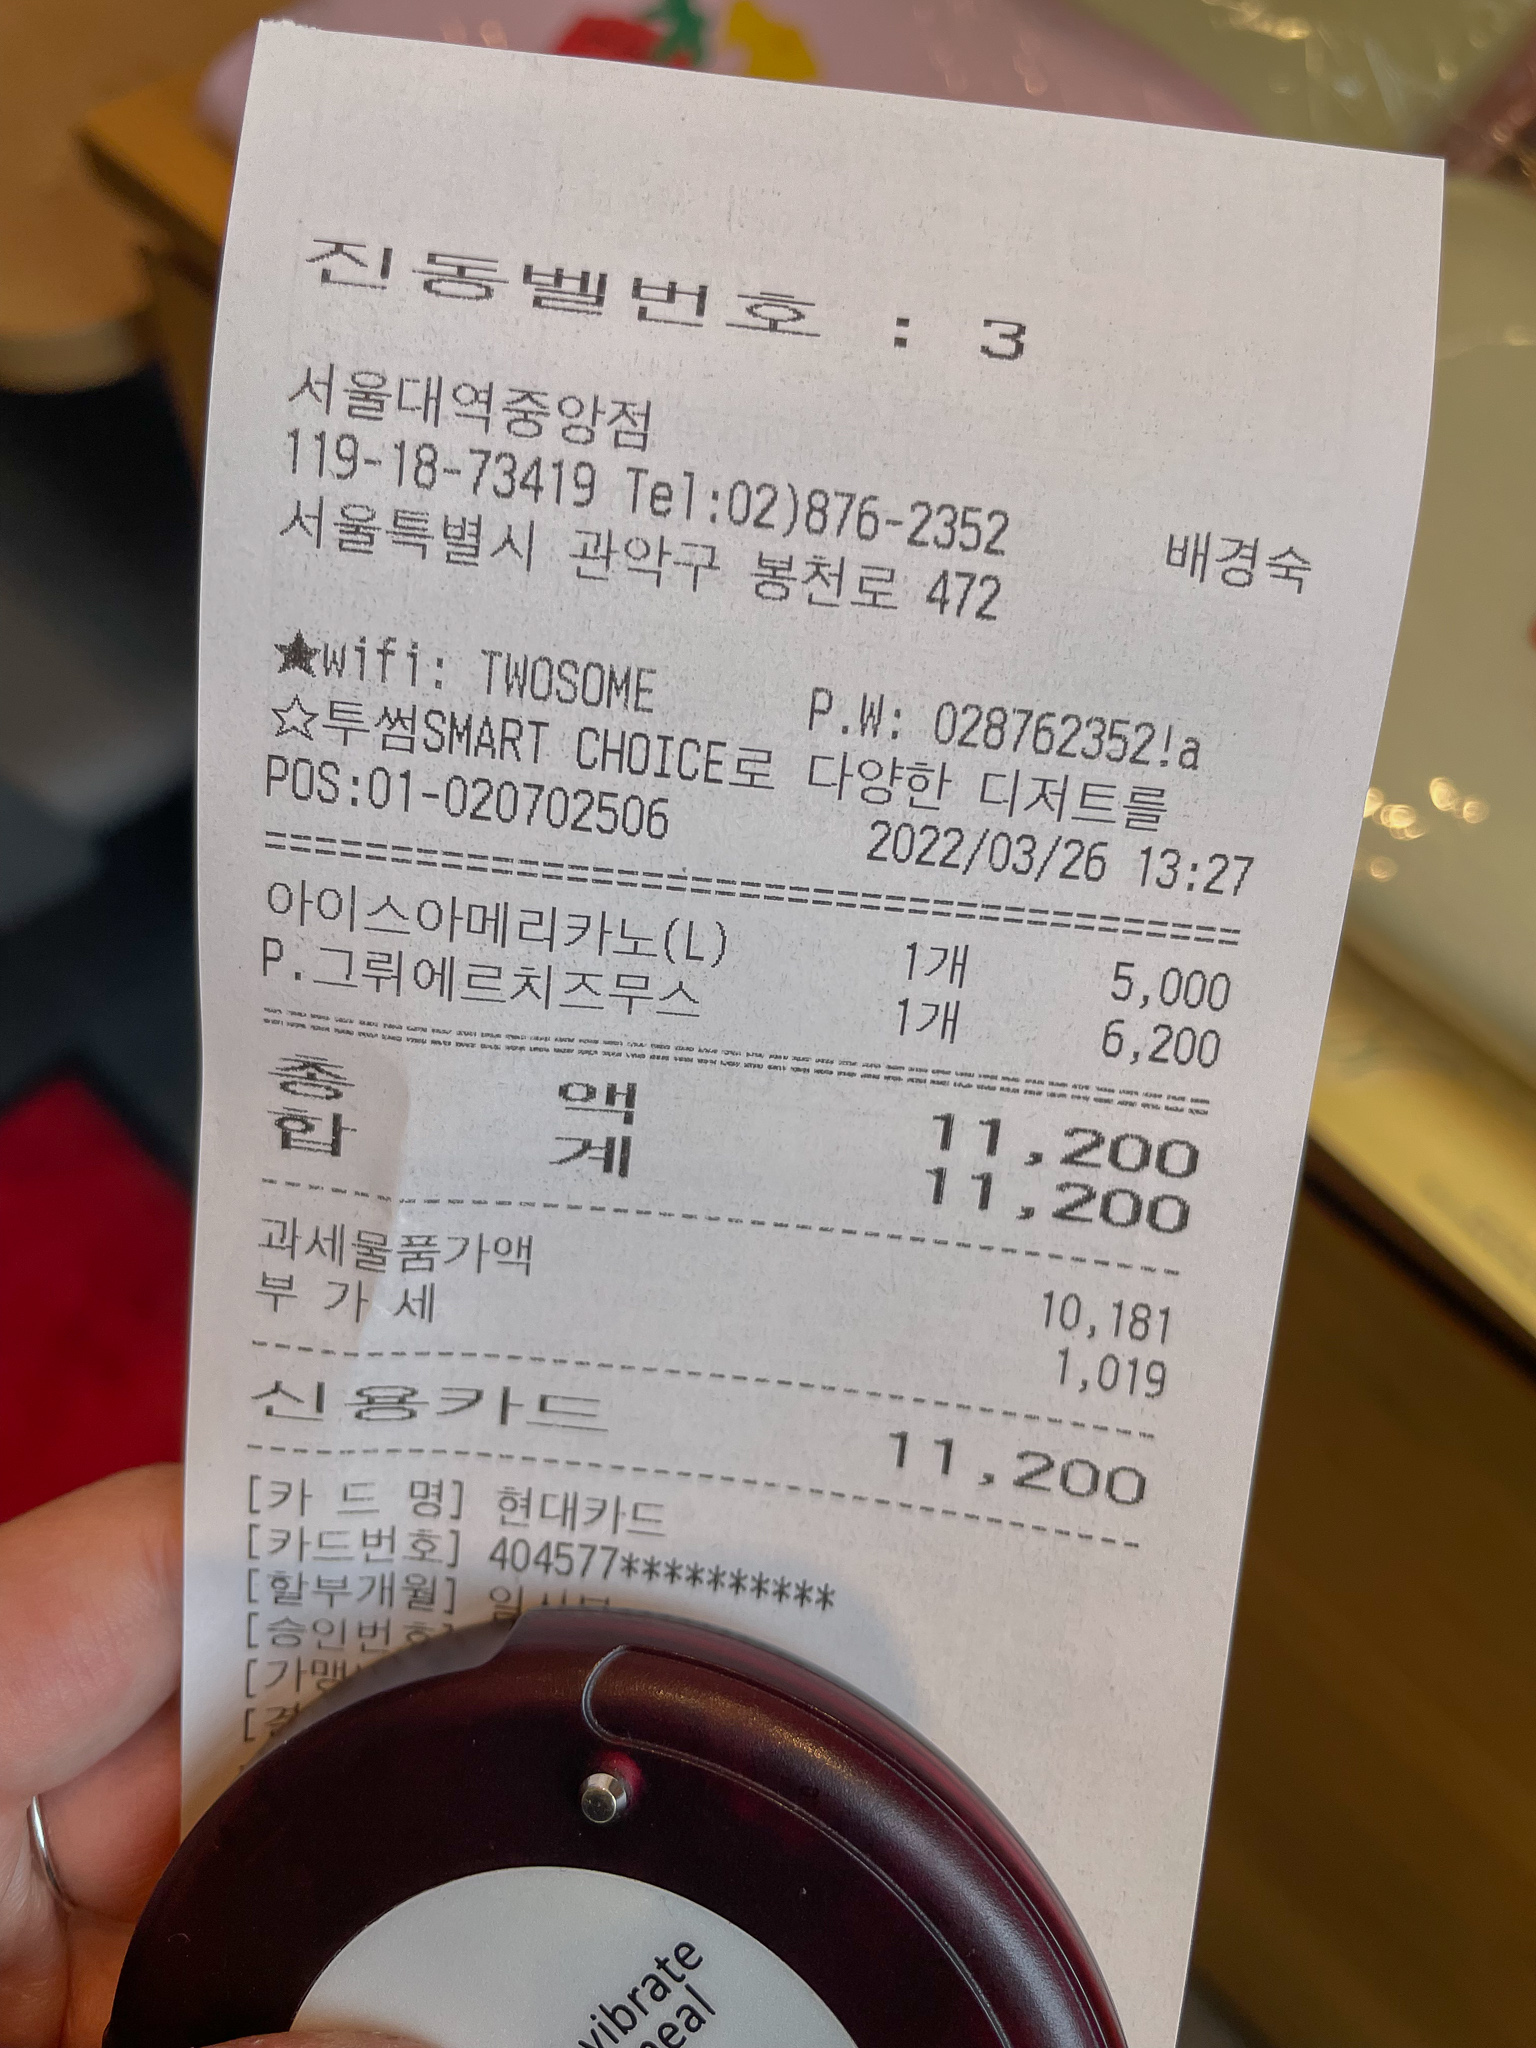 진동벨번호 : 3
서울대역중앙점
119-18-73419 Tel:02)876-2352 배경숙
서울특별시 관악구 봉천로 472
★wifi: TWOSOME P.W: 028762352!a
☆투썸SMART CHOICE로 다양한 디저트를
POS:01-020702506 2022/03/26 13:27
아이스아메리카노(L) 1개 5,000
P.그뤼에르치즈무스 1개 6,200
총 액 11,200
합 계 11,200
과세물품가액 10,181
부 가 세 1,019
신용카드 11,200
[카 드 명] 현대카드
[카드번호] 404577**********
[할부개월]
[승인번호
[가맹
vibrate